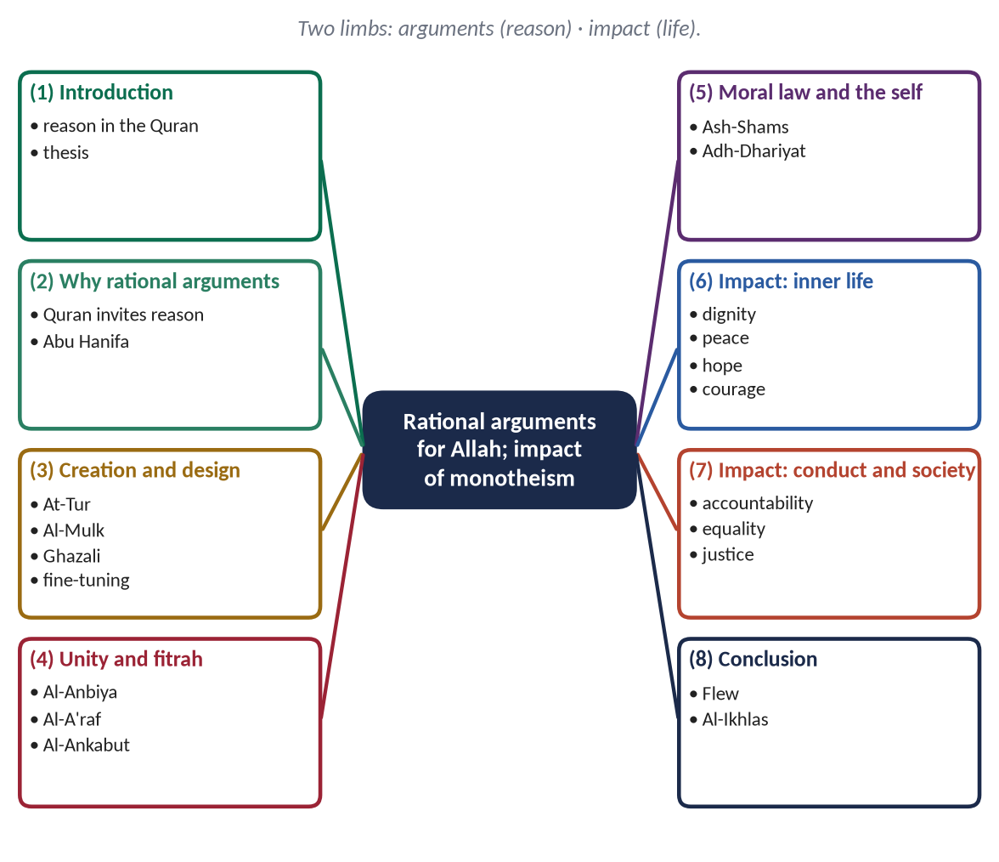 Two limbs: arguments (reason) · impact (life).
(1) Introduction
• reason in the Quran
• thesis
(2) Why rational arguments
• Quran invites reason
• Abu Hanifa
(3) Creation and design
• At-Tur
• Al-Mulk
• Ghazali
• fine-tuning
(4) Unity and fitrah
• Al-Anbiya
• Al-A'raf
• Al-Ankabut
Rational arguments
for Allah; impact
of monotheism
(5) Moral law and the self
• Ash-Shams
• Adh-Dhariyat
(6) Impact: inner life
• dignity
• peace
• hope
• courage
(7) Impact: conduct and society
• accountability
• equality
• justice
(8) Conclusion
• Flew
• Al-Ikhlas